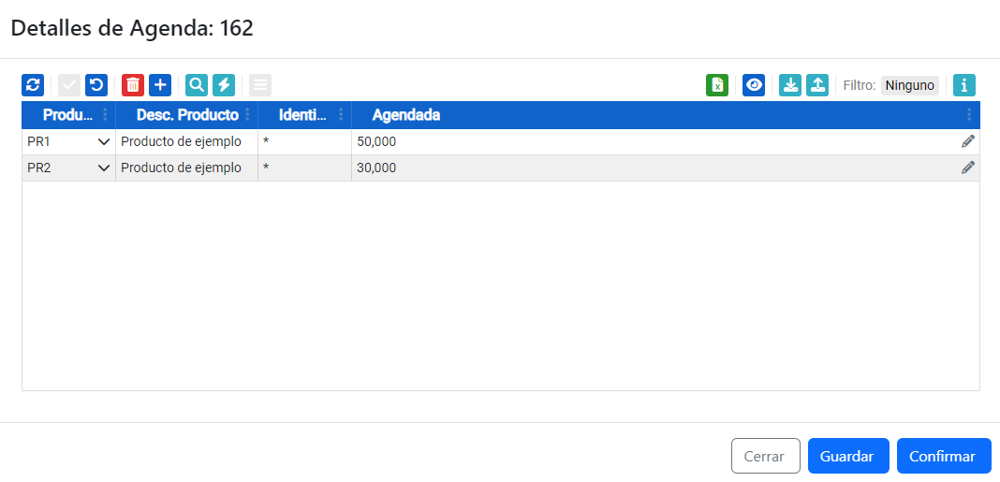 Detalles de Agenda: 162
Filtro: Ninguno
Produ... Desc. Producto Identi... Agendada
PR1 Producto de ejemplo * 50,000
PR2 Producto de ejemplo * 30,000
Cerrar Guardar Confirmar